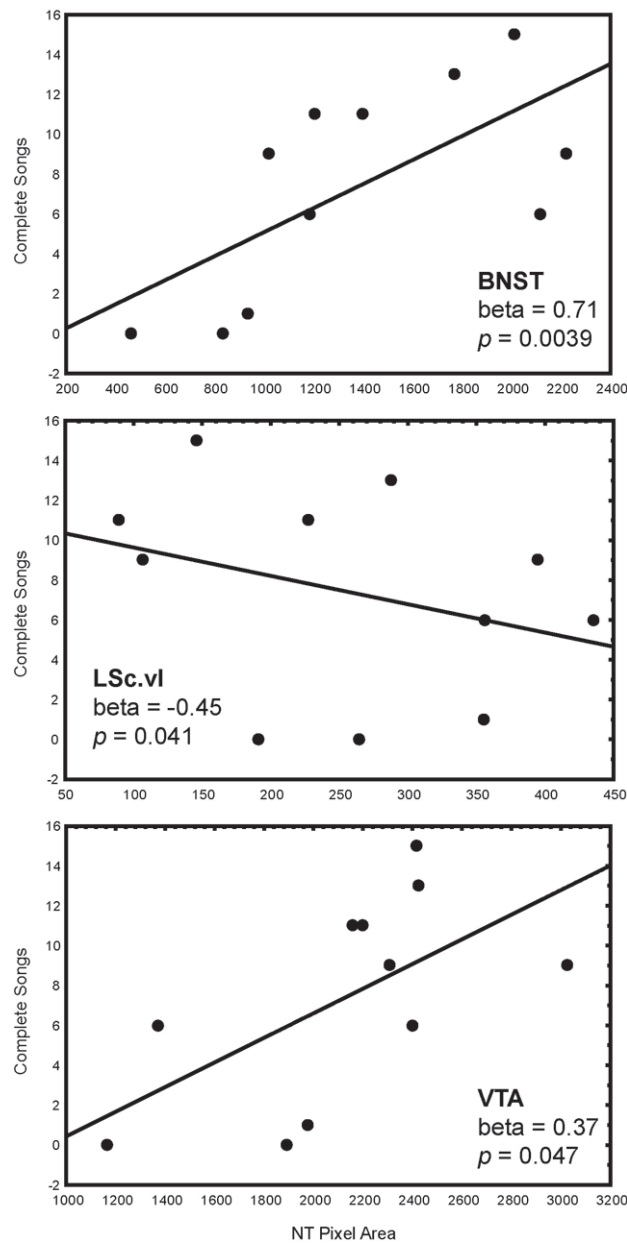 16
14
12
10
8
6
4
2
0
-2
Complete Songs
BNST
beta = 0.71
p = 0.0039
200 400 600 800 1000 1200 1400 1600 1800 2000 2200 2400
16
14
12
10
8
6
4
2
0
-2
Complete Songs
LSc.vl
beta = -0.45
p = 0.041
50 100 150 200 250 300 350 400 450
16
14
12
10
8
6
4
2
0
-2
Complete Songs
VTA
beta = 0.37
p = 0.047
1000 1200 1400 1600 1800 2000 2200 2400 2600 2800 3000 3200
NT Pixel Area